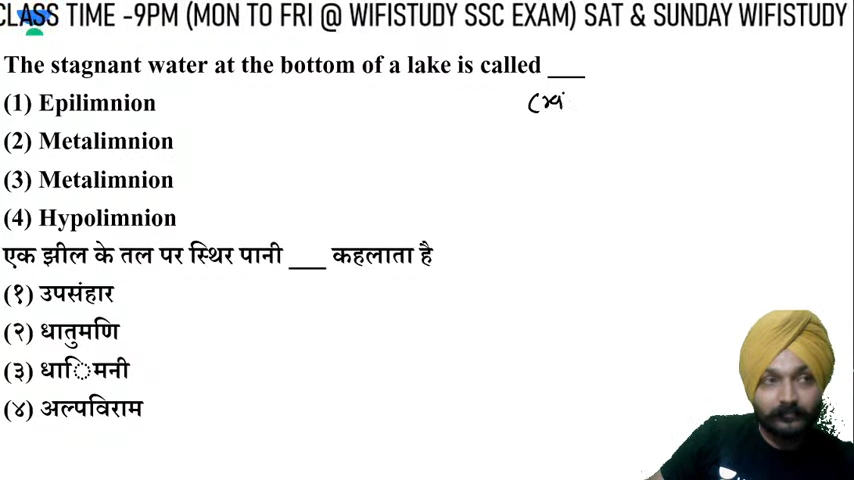 CLASS TIME -9PM (MON TO FRI @ WIFISTUDY SSC EXAM) SAT & SUNDAY WIFISTUDY
The stagnant water at the bottom of a lake is called ___
(1) Epilimnion
(2) Metalimnion
(3) Metalimnion
(4) Hypolimnion
एक झील के तल पर स्थिर पानी ___ कहलाता है
(१) उपसंहार
(२) धातुमणि
(३) धािमनी
(४) अल्पविराम